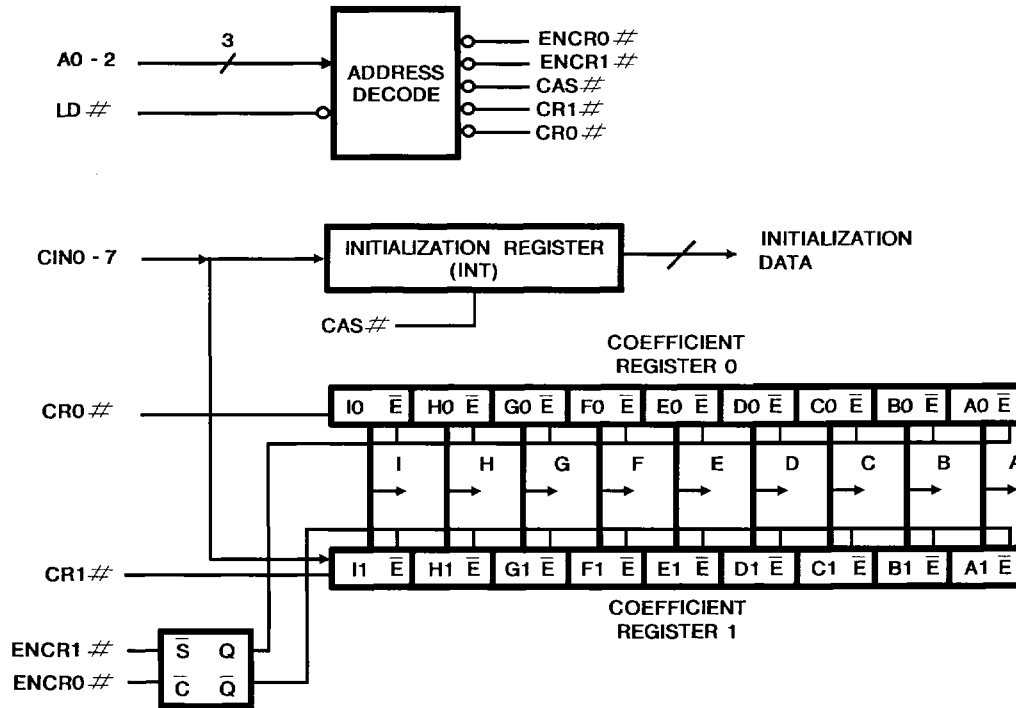 3
A0 - 2
LD #
ADDRESS
DECODE
ENCR0 #
ENCR1 #
CAS #
CR1 #
CR0 #
CIN0 - 7
INITIALIZATION REGISTER
(INT)
INITIALIZATION
DATA
CAS #
COEFFICIENT
REGISTER 0
CR0 #
I0 E̅ H0 E̅ G0 E̅ F0 E̅ E0 E̅ D0 E̅ C0 E̅ B0 E̅ A0 E̅
I H G F E D C B A
CR1 #
I1 E̅ H1 E̅ G1 E̅ F1 E̅ E1 E̅ D1 E̅ C1 E̅ B1 E̅ A1 E̅
COEFFICIENT
REGISTER 1
ENCR1 #
S̅ Q
ENCR0 #
C̅ Q̅